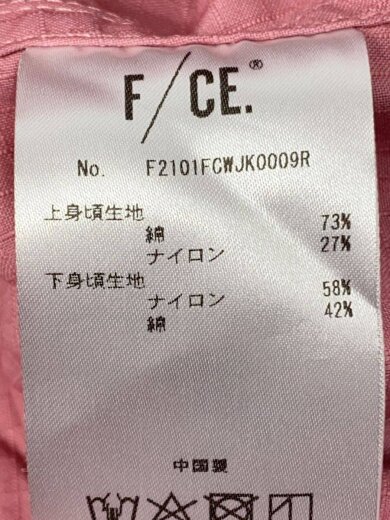 F/CE.®
No. F2101FCWJK0009R
上身頃生地
綿 73%
ナイロン 27%
下身頃生地
ナイロン 58%
綿 42%
中国製